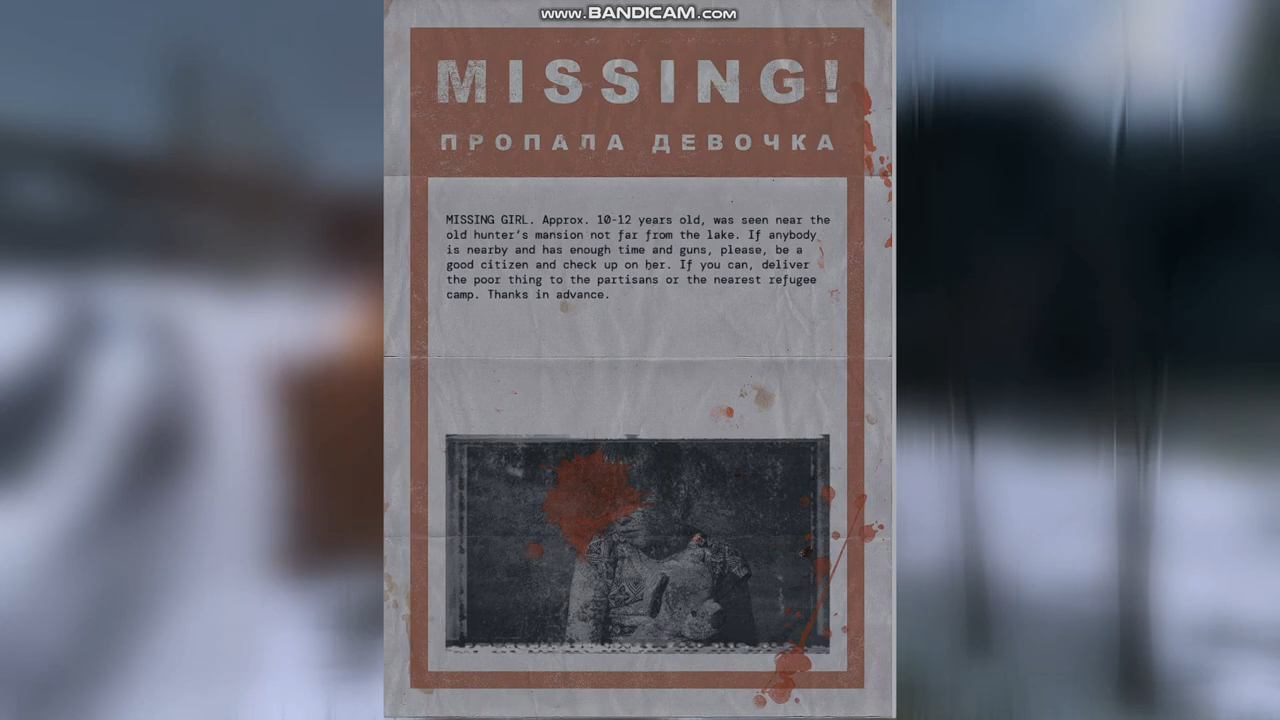 www.BANDICAM.com
MISSING!
ПРОПАЛА ДЕВОЧКА
MISSING GIRL. Approx. 10-12 years old, was seen near the
old hunter's mansion not far from the lake. If anybody
is nearby and has enough time and guns, please, be a
good citizen and check up on her. If you can, deliver
the poor thing to the partisans or the nearest refugee
camp. Thanks in advance.